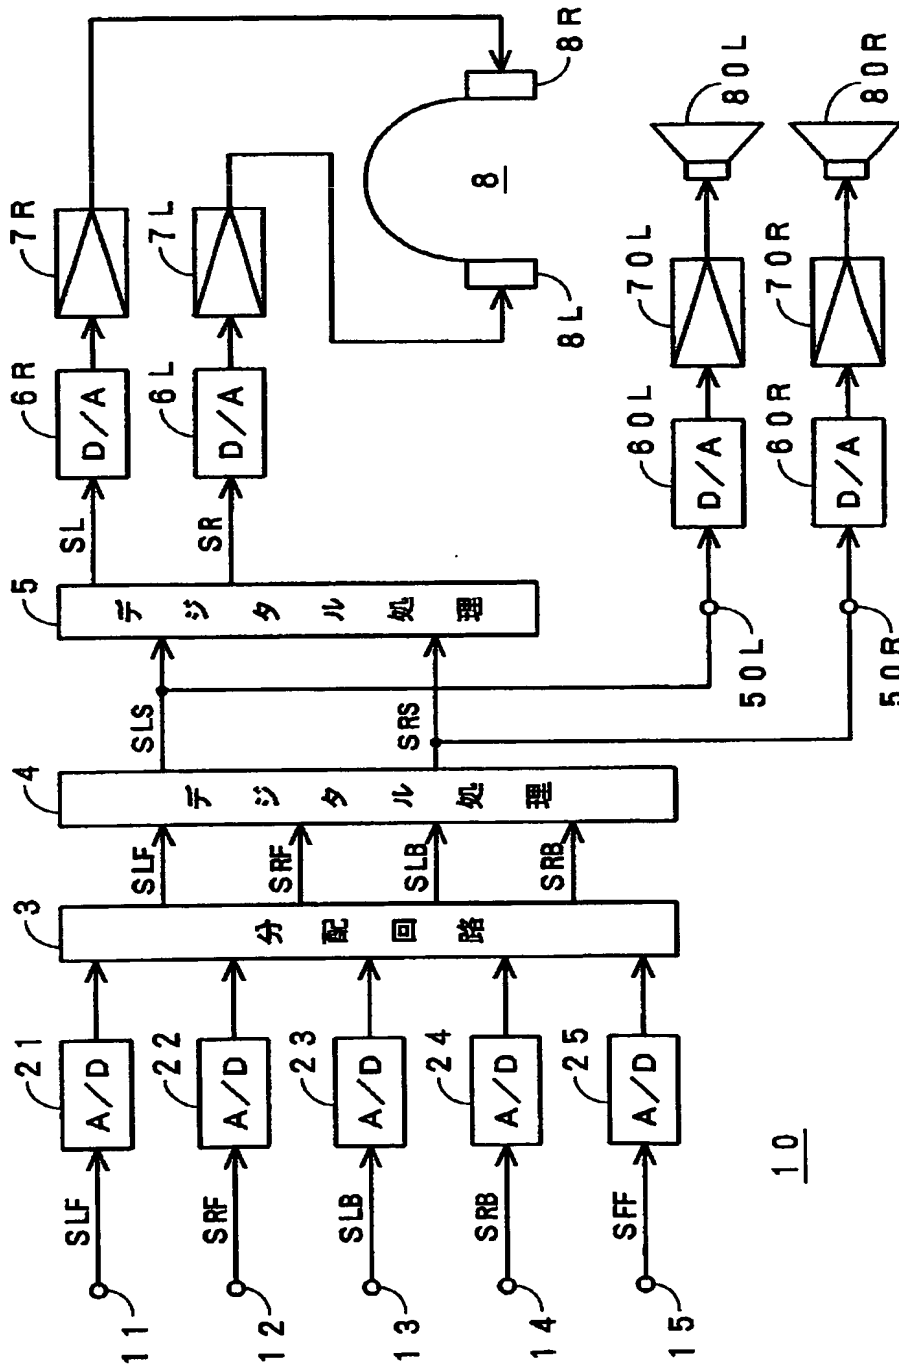 11
SLF
21
A/D
12
SRF
22
A/D
13
SLB
23
A/D
14
SRB
24
A/D
15
SFF
25
A/D
3
分配回路
SLF
SRF
SLB
SRB
4
デジタル処理
SLS
SRS
5
デジタル処理
SL
SR
6R
D/A
6L
D/A
7R
7L
8L
8
8R
50L
50R
60L
D/A
60R
D/A
70L
70R
80L
80R
10